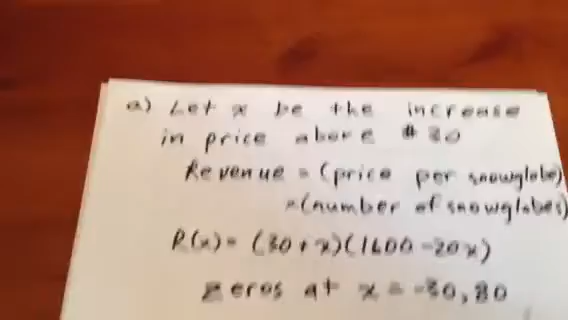 a) Let x be the increase
in price above $30
Revenue = (price per snowglobe)
×(number of snowglobes)
R(x) = (30+x)(1600-20x)
zeros at x = -30, 80